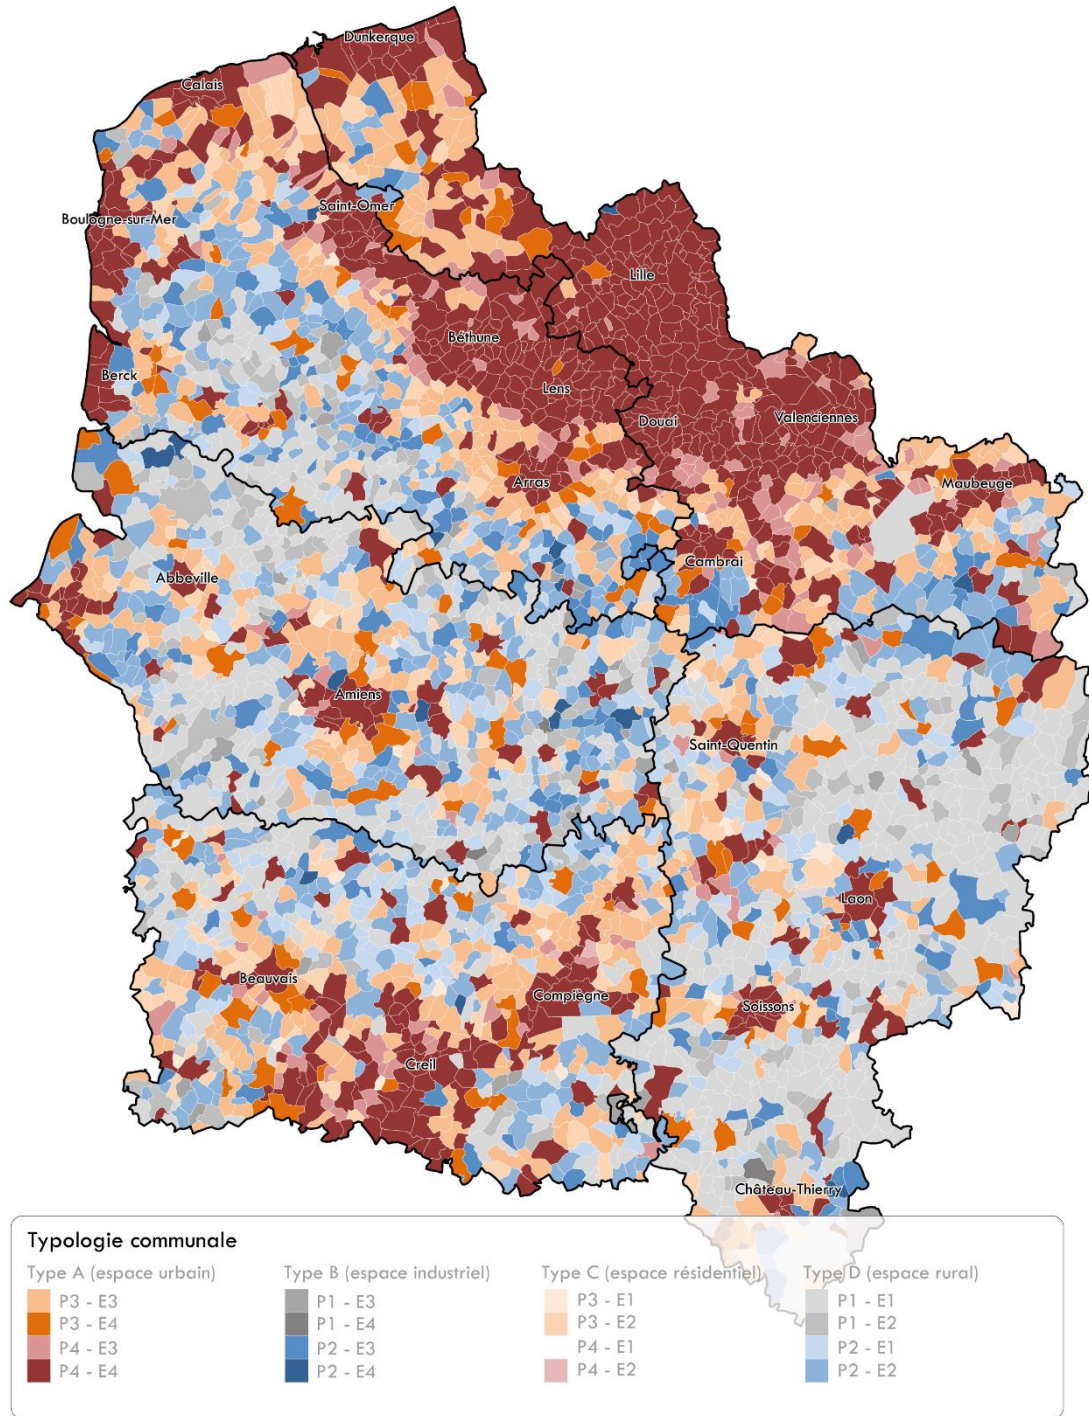 Dunkerque
Calais
Saint-Omer
Boulogne-sur-Mer
Lille
Béthune
Berck
Lens
Douai
Valenciennes
Arras
Maubeuge
Cambrai
Abbeville
Amiens
Saint-Quentin
Laon
Beauvais
Compiègne
Soissons
Creil
Château-Thierry
Typologie communale
Type A (espace urbain)
P3 - E3
P3 - E4
P4 - E3
P4 - E4
Type B (espace industriel)
P1 - E3
P1 - E4
P2 - E3
P2 - E4
Type C (espace résidentiel)
P3 - E1
P3 - E2
P4 - E1
P4 - E2
Type D (espace rural)
P1 - E1
P1 - E2
P2 - E1
P2 - E2